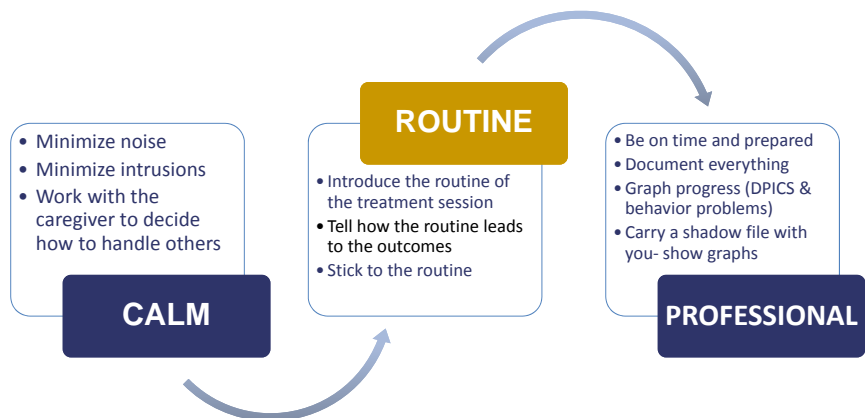 • Minimize noise
• Minimize intrusions
• Work with the
caregiver to decide
how to handle others
CALM
ROUTINE
• Introduce the routine of
the treatment session
• Tell how the routine leads
to the outcomes
• Stick to the routine
• Be on time and prepared
• Document everything
• Graph progress (DPICS &
behavior problems)
• Carry a shadow file with
you- show graphs
PROFESSIONAL